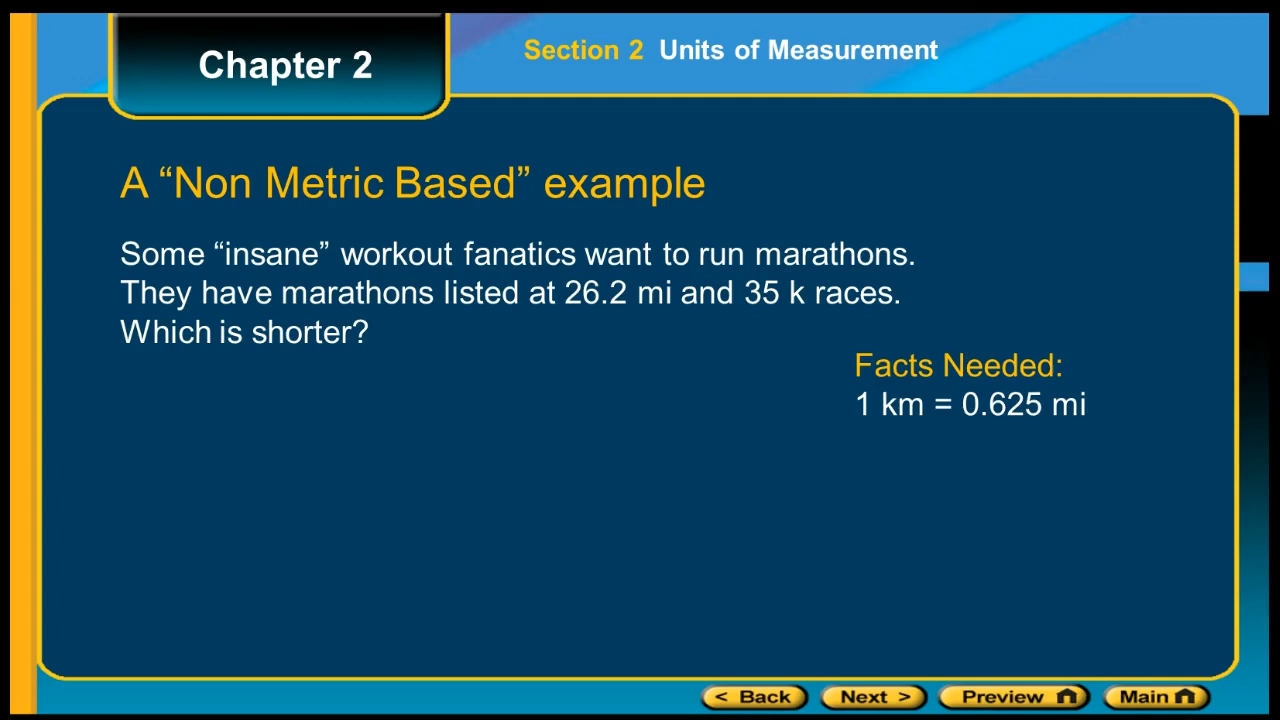 Chapter 2
Section 2 Units of Measurement
A “Non Metric Based” example
Some “insane” workout fanatics want to run marathons.
They have marathons listed at 26.2 mi and 35 k races.
Which is shorter?
Facts Needed:
1 km = 0.625 mi
< Back
Next >
Preview
Main